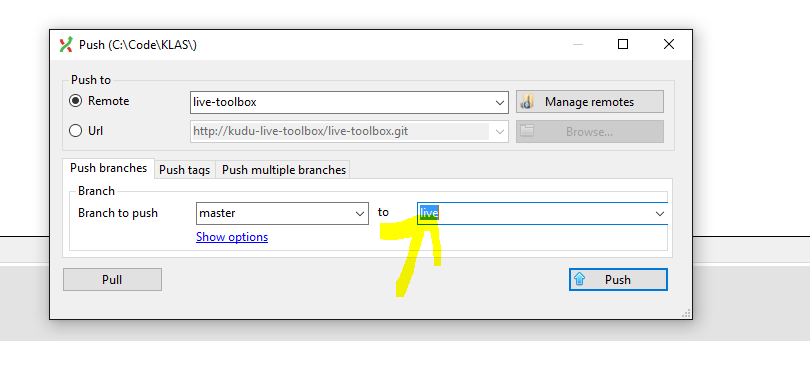 Push (C:\Code\KLAS\)
Push to
Remote
live-toolbox
Manage remotes
Url
http://kudu-live-toolbox/live-toolbox.git
Browse...
Push branches
Push tags
Push multiple branches
Branch
Branch to push
master
to
live
Show options
Pull
Push